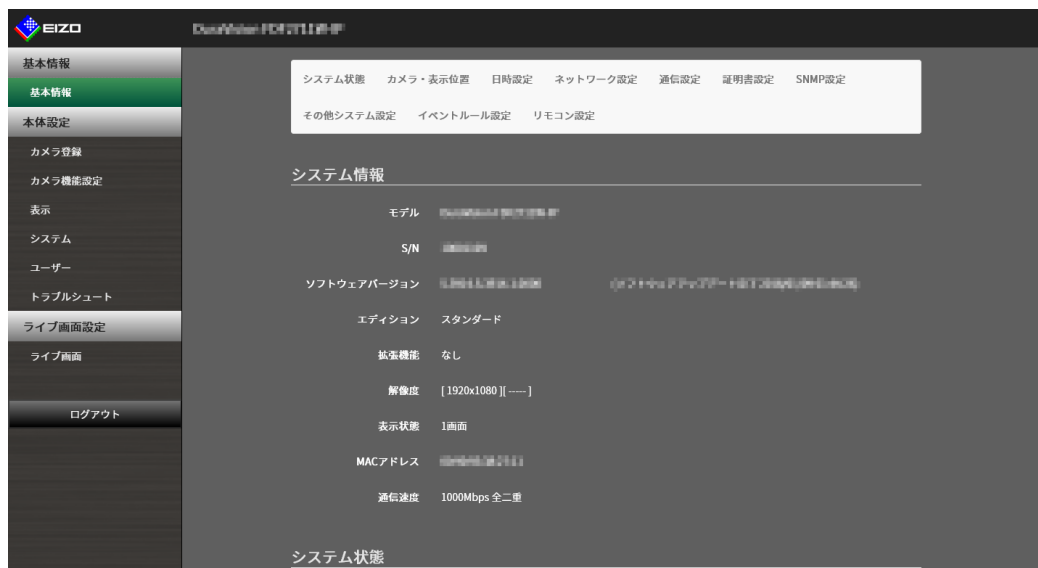 EIZO
基本情報
基本情報
本体設定
カメラ登録
カメラ機能設定
表示
システム
ユーザー
トラブルシュート
ライブ画面設定
ライブ画面
ログアウト
システム状態 カメラ・表示位置 日時設定 ネットワーク設定 通信設定 証明書設定 SNMP設定
その他システム設定 イベントルール設定 リモコン設定
システム情報
モデル
S/N
ソフトウェアバージョン
エディション スタンダード
拡張機能 なし
解像度 [ 1920x1080 ][ ----- ]
表示状態 1画面
MACアドレス
通信速度 1000Mbps 全二重
システム状態